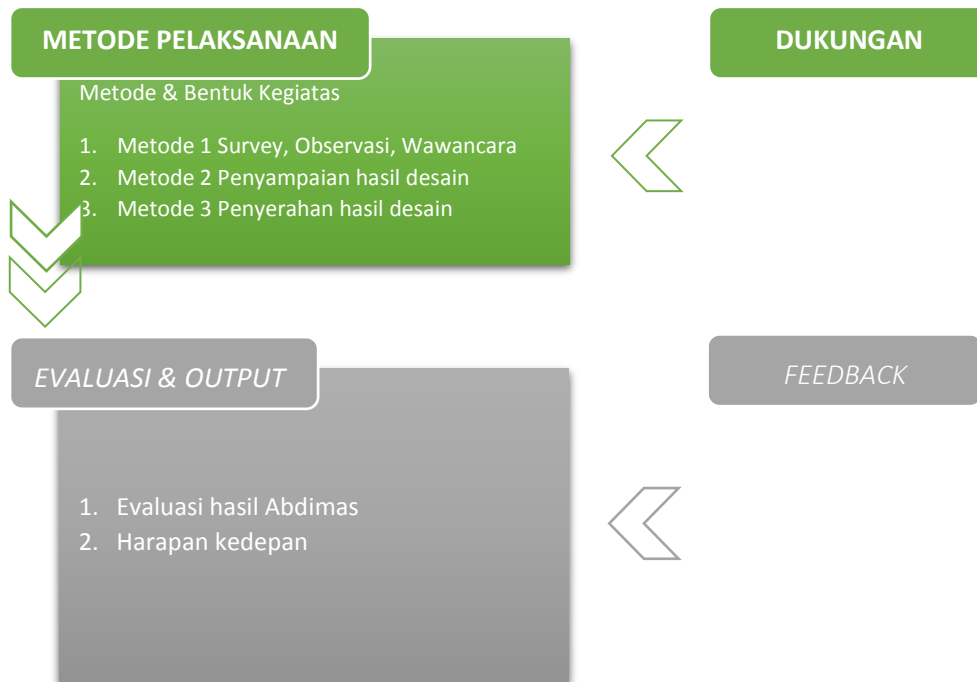 METODE PELAKSANAAN
Metode & Bentuk Kegiatas
1. Metode 1 Survey, Observasi, Wawancara
2. Metode 2 Penyampaian hasil desain
3. Metode 3 Penyerahan hasil desain
DUKUNGAN
EVALUASI & OUTPUT
1. Evaluasi hasil Abdimas
2. Harapan kedepan
FEEDBACK